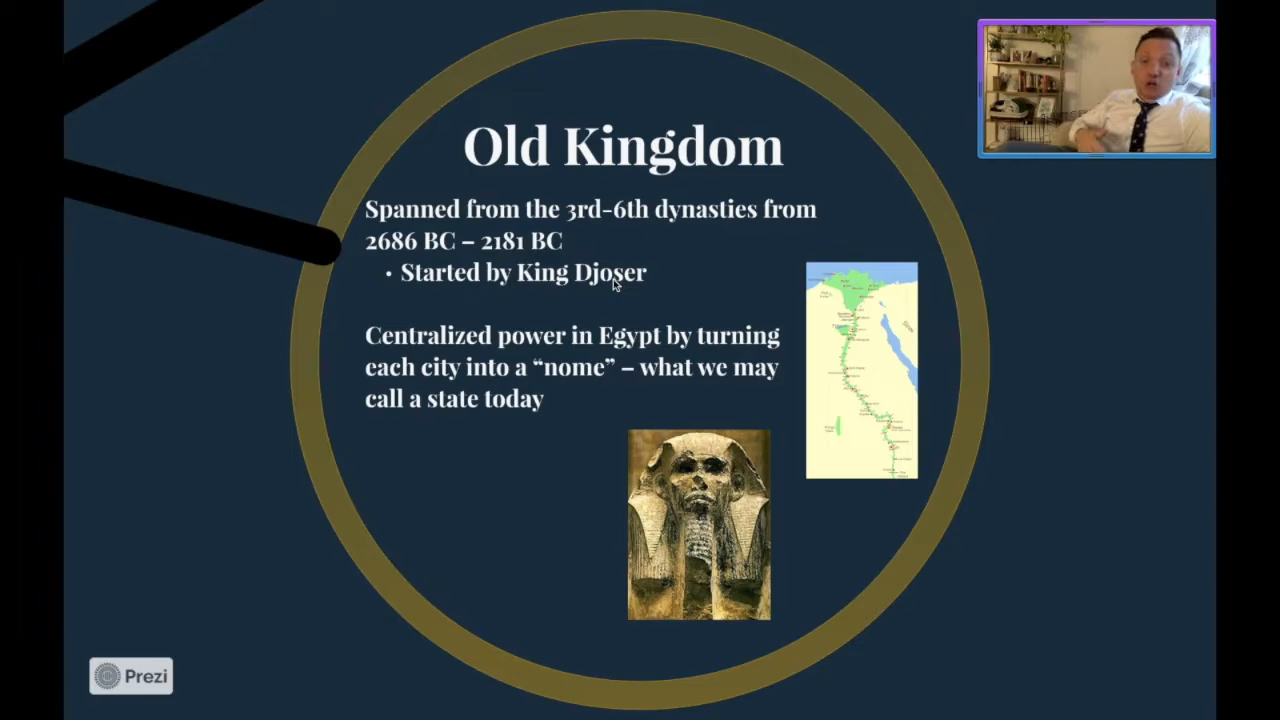 Old Kingdom
Spanned from the 3rd-6th dynasties from
2686 BC – 2181 BC
• Started by King Djoser
Centralized power in Egypt by turning
each city into a “nome” – what we may
call a state today
Prezi